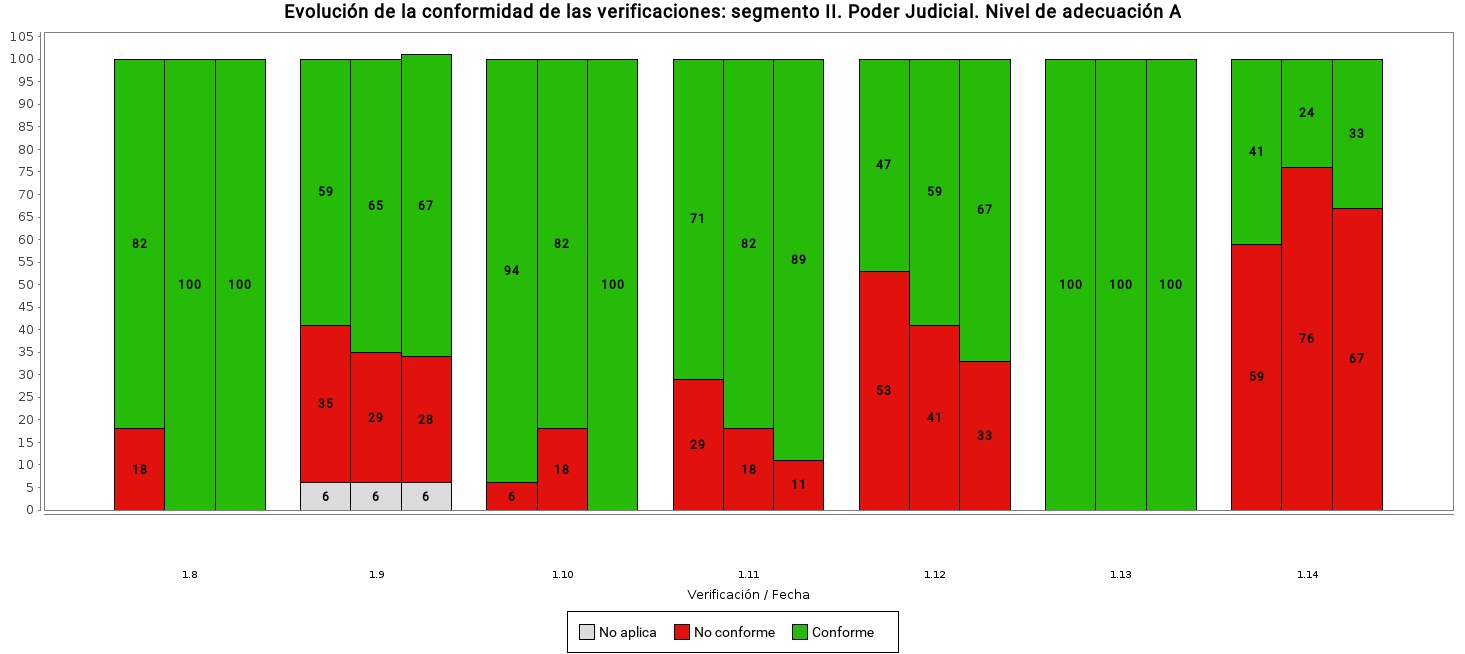 Evolución de la conformidad de las verificaciones: segmento II. Poder Judicial. Nivel de adecuación A
105
100
95
90
85
80
75
70
65
60
55
50
45
40
35
30
25
20
15
10
5
0
82 18 100 100
59 35 6 65 29 6 67 28 6
94 6 82 18 100
71 29 82 18 89 11
47 53 59 41 67 33
100 100 100
41 59 24 76 33 67
1.8 1.9 1.10 1.11 1.12 1.13 1.14
Verificación / Fecha
No aplica No conforme Conforme